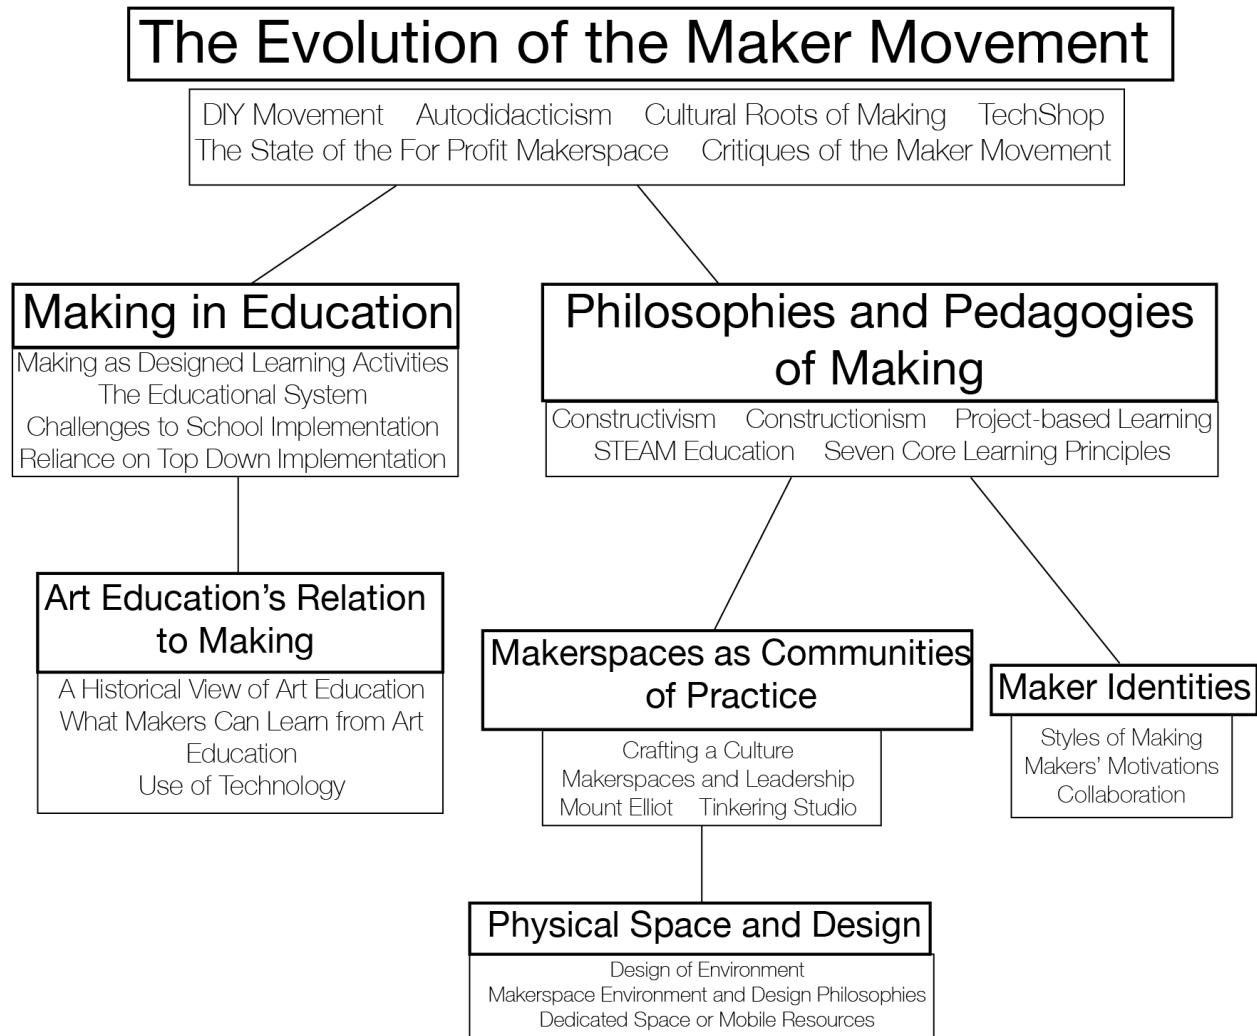 The Evolution of the Maker Movement
DIY Movement Autodidacticism Cultural Roots of Making TechShop
The State of the For Profit Makerspace Critiques of the Maker Movement
Making in Education
Making as Designed Learning Activities
The Educational System
Challenges to School Implementation
Reliance on Top Down Implementation
Philosophies and Pedagogies
of Making
Constructivism Constructionism Project-based Learning
STEAM Education Seven Core Learning Principles
Art Education’s Relation
to Making
A Historical View of Art Education
What Makers Can Learn from Art
Education
Use of Technology
Makerspaces as Communities
of Practice
Crafting a Culture
Makerspaces and Leadership
Mount Elliot Tinkering Studio
Maker Identities
Styles of Making
Makers’ Motivations
Collaboration
Physical Space and Design
Design of Environment
Makerspace Environment and Design Philosophies
Dedicated Space or Mobile Resources